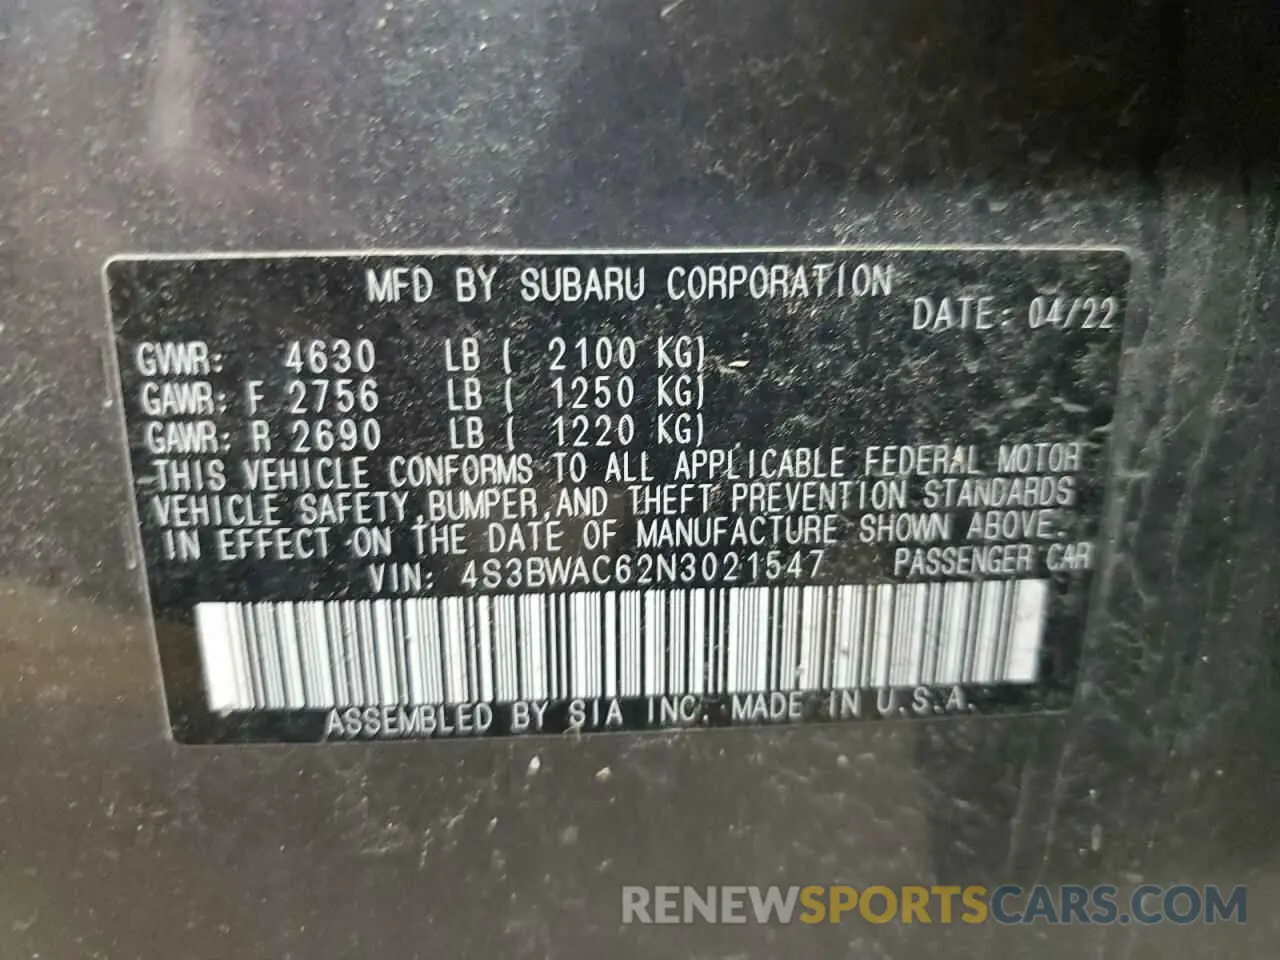 MFD BY SUBARU CORPORATION
DATE: 04/22
GVWR: 4630 LB ( 2100 KG)
GAWR: F 2756 LB ( 1250 KG)
GAWR: R 2690 LB ( 1220 KG)
THIS VEHICLE CONFORMS TO ALL APPLICABLE FEDERAL MOTOR
VEHICLE SAFETY,BUMPER,AND THEFT PREVENTION STANDARDS
IN EFFECT ON THE DATE OF MANUFACTURE SHOWN ABOVE.
VIN: 4S3BWAC62N3021547 PASSENGER CAR
ASSEMBLED BY SIA INC. MADE IN U.S.A.
RENEWSPORTSCARS.COM